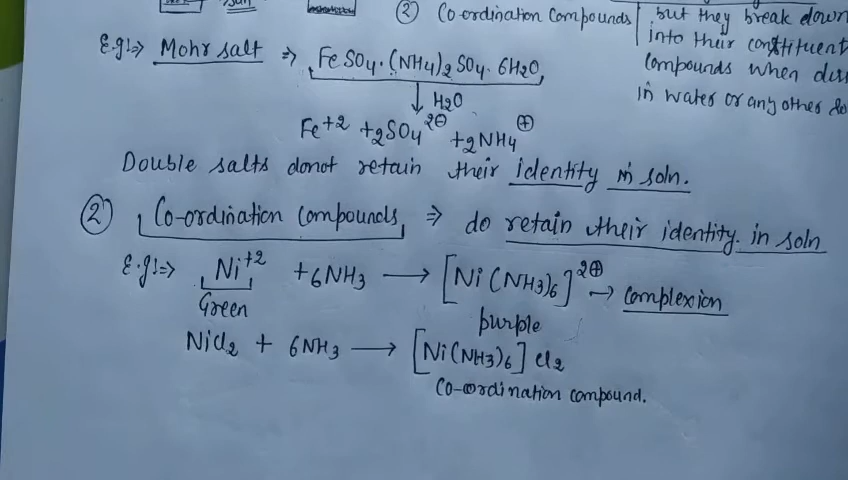 ② Co-ordination compounds
but they break down
into their constituent
compounds when
in water or any other
E.g!⇒ Mohr salt ⇒ FeSO4·(NH4)2SO4·6H2O,
↓ H2O
Fe+2 + 2SO4 2⊖ + 2NH4 ⊕
Double salts donot retain their identity in soln.
② Co-ordination compounds, ⇒ do retain their identity. in soln
E.g!⇒ Ni+2 + 6NH3 ⟶ [Ni(NH3)6]2⊕ → complexion
Green
purple
NiCl2 + 6NH3 ⟶ [Ni(NH3)6]Cl2
Co-ordination compound.